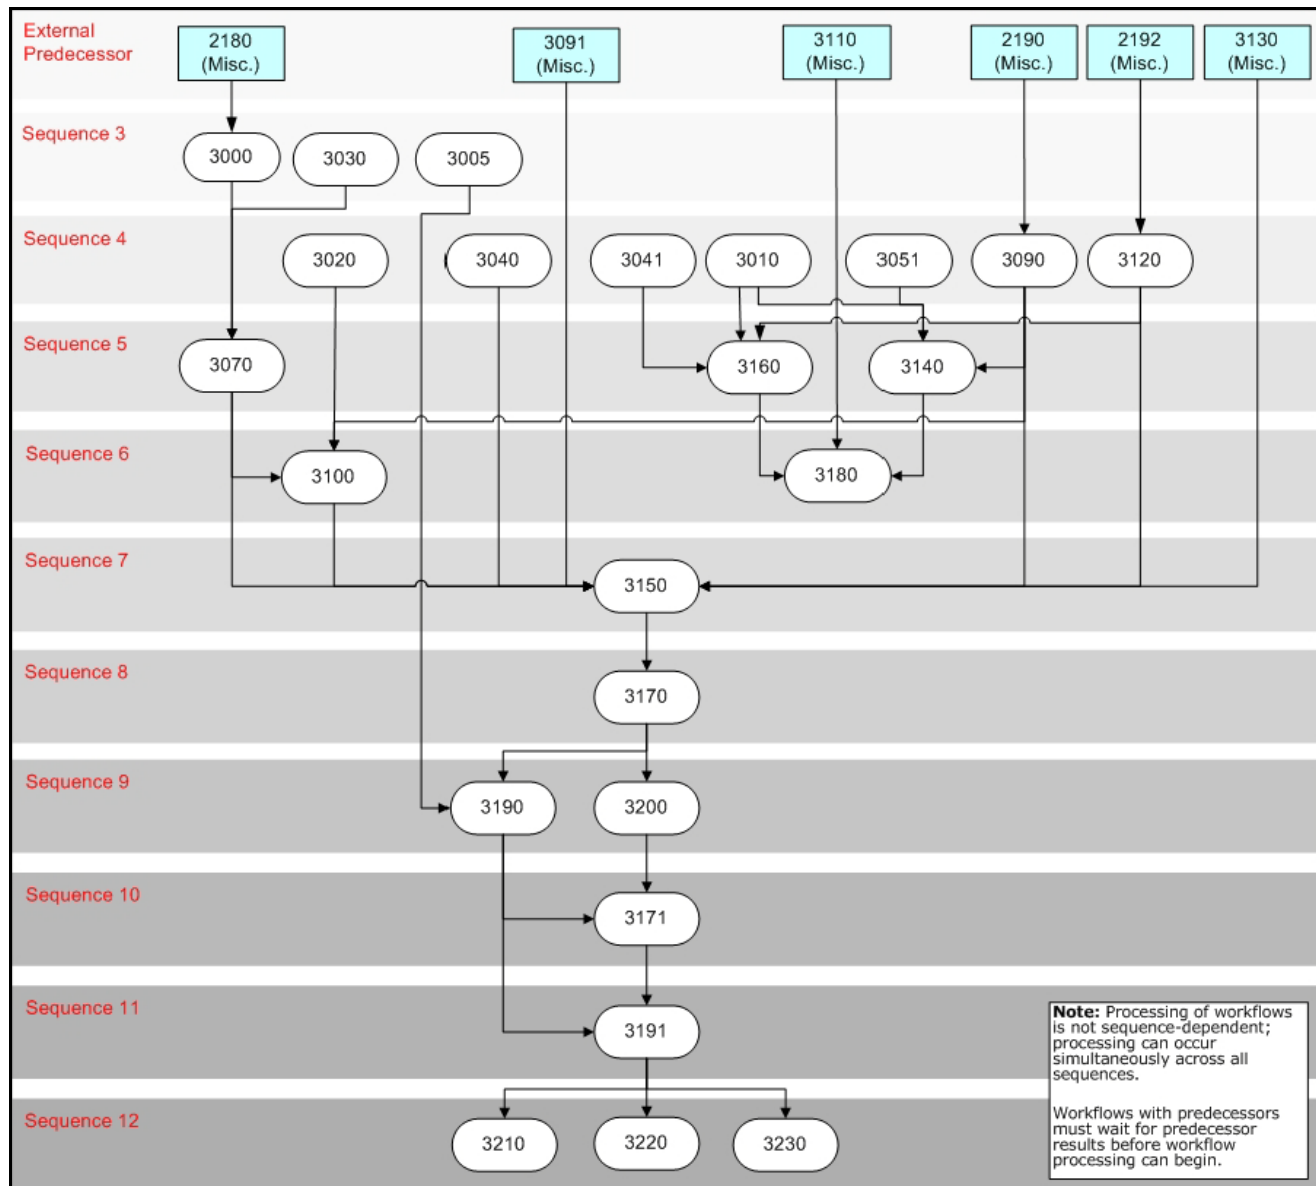 External
Predecessor
2180
(Misc.)
3091
(Misc.)
3110
(Misc.)
2190
(Misc.)
2192
(Misc.)
3130
(Misc.)
Sequence 3
3000
3030
3005
Sequence 4
3020
3040
3041
3010
3051
3090
3120
Sequence 5
3070
3160
3140
Sequence 6
3100
3180
Sequence 7
3150
Sequence 8
3170
Sequence 9
3190
3200
Sequence 10
3171
Sequence 11
3191
Note: Processing of workflows
is not sequence-dependent;
processing can occur
simultaneously across all
sequences.
Workflows with predecessors
must wait for predecessor
results before workflow
processing can begin.
Sequence 12
3210
3220
3230